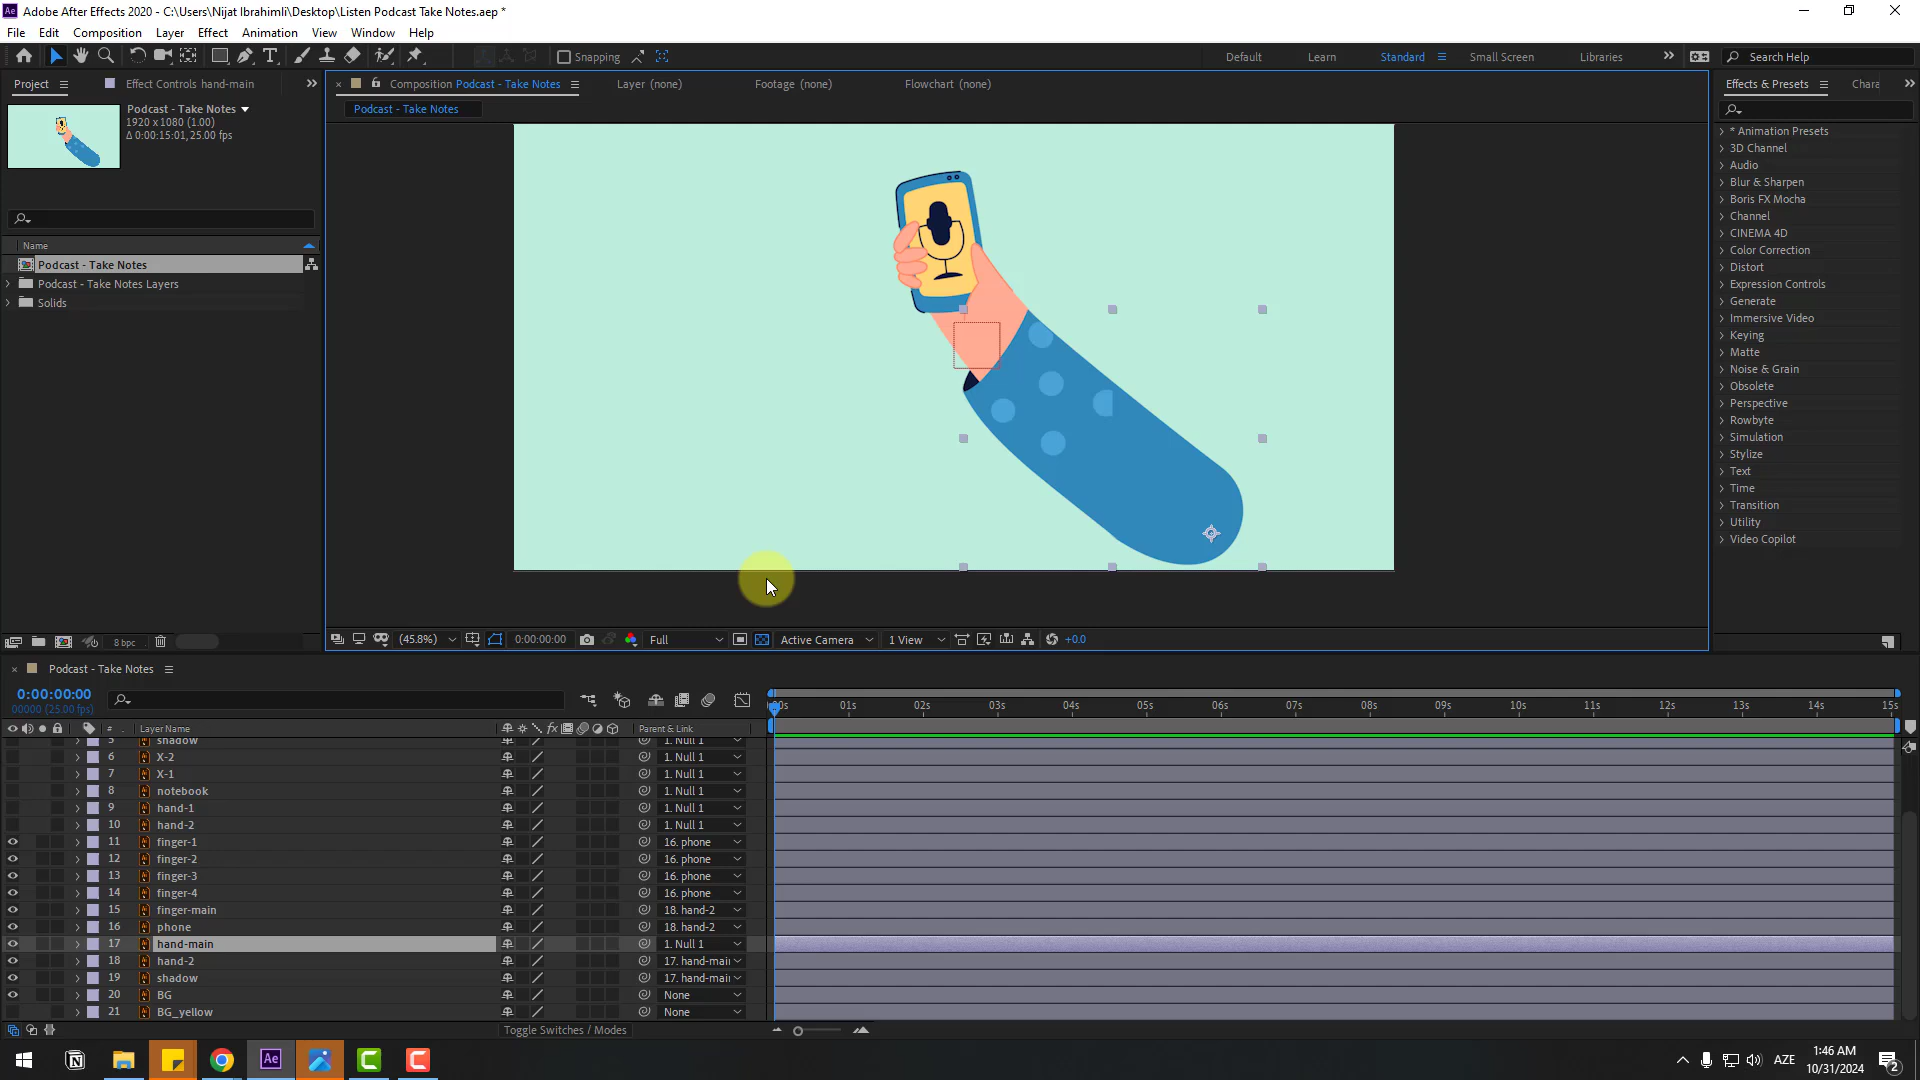 Adobe After Effects 2020 - C:\Users\Nijat Ibrahimli\Desktop\Listen Podcast Take Notes.aep *
File Edit Composition Layer Effect Animation View Window Help
Snapping Default Learn Standard Small Screen Libraries Search Help
Project Effect Controls hand-main Composition Podcast - Take Notes Layer (none) Footage (none) Flowchart (none) Effects & Presets Chara
Podcast - Take Notes
Podcast - Take Notes
1920 x 1080 (1.00)
Δ 0:00:15:01, 25.00 fps
* Animation Presets
3D Channel
Audio
Blur & Sharpen
Boris FX Mocha
Channel
CINEMA 4D
Color Correction
Distort
Expression Controls
Generate
Immersive Video
Keying
Matte
Noise & Grain
Obsolete
Perspective
Rowbyte
Simulation
Stylize
Text
Time
Transition
Utility
Video Copilot
Name
Podcast - Take Notes
Podcast - Take Notes Layers
Solids
8 bpc
(45.8%) 0:00:00:00 Full Active Camera 1 View +0.0
Podcast - Take Notes
0:00:00:00
00000 (25.00 fps)
# Layer Name Parent & Link
00s 01s 02s 03s 04s 05s 06s 07s 08s 09s 10s 11s 12s 13s 14s 15s
5 shadow 1. Null 1
6 X-2 1. Null 1
7 X-1 1. Null 1
8 notebook 1. Null 1
9 hand-1 1. Null 1
10 hand-2 1. Null 1
11 finger-1 16. phone
12 finger-2 16. phone
13 finger-3 16. phone
14 finger-4 16. phone
15 finger-main 18. hand-2
16 phone 18. hand-2
17 hand-main 1. Null 1
18 hand-2 17. hand-mai
19 shadow 17. hand-mai
20 BG None
21 BG_yellow None
Toggle Switches / Modes
AZE
1:46 AM
10/31/2024
2